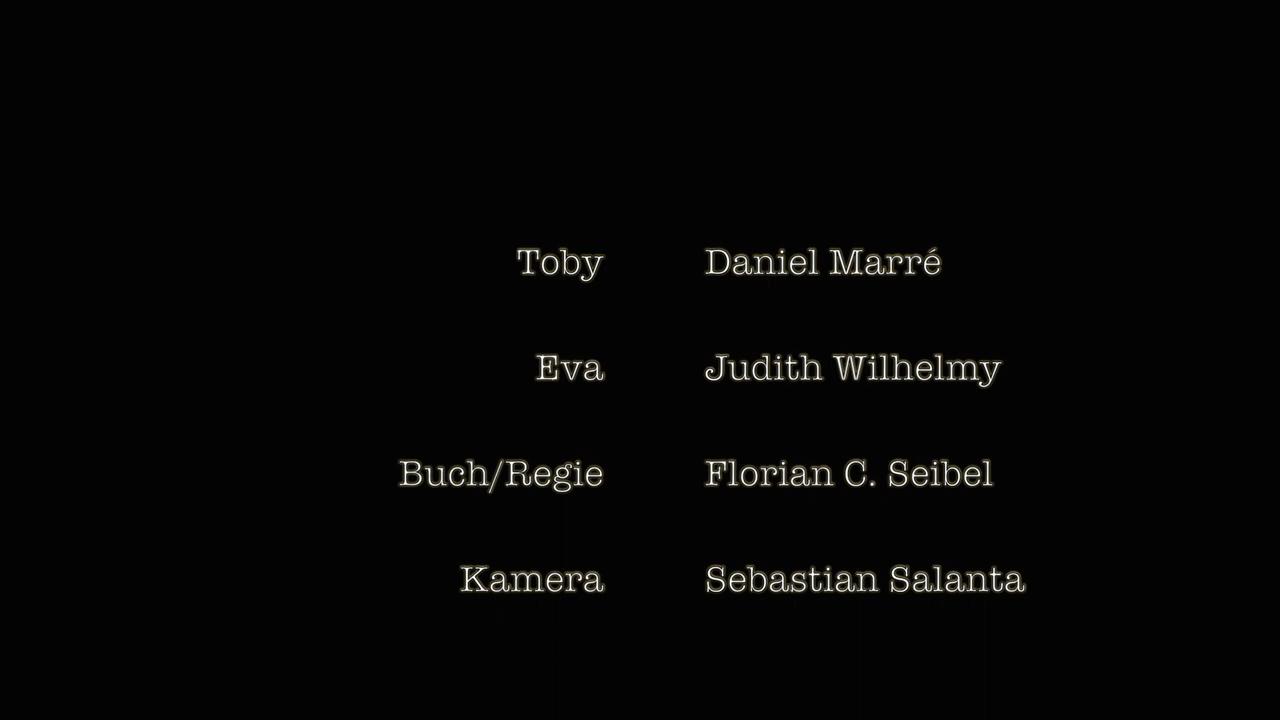 Toby Daniel Marré
Eva Judith Wilhelmy
Buch/Regie Florian C. Seibel
Kamera Sebastian Salanta